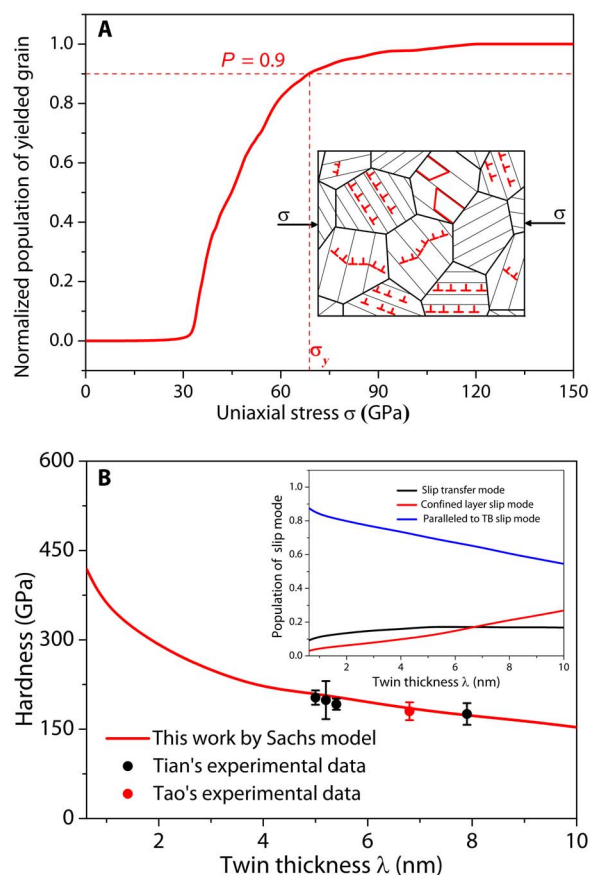 A
Normalized population of yielded grain
1.0
0.8
0.6
0.4
0.2
0.0
P = 0.9
σ
σ
σy
0 30 60 90 120 150
Uniaxial stress σ (GPa)
B
Hardness (GPa)
600
450
300
150
0
Population of slip mode
1.0
0.8
0.6
0.4
0.2
0.0
Slip transfer mode
Confined layer slip mode
Paralleled to TB slip mode
2 4 6 8 10
Twin thickness λ (nm)
This work by Sachs model
Tian's experimental data
Tao's experimental data
2 4 6 8 10
Twin thickness λ (nm)